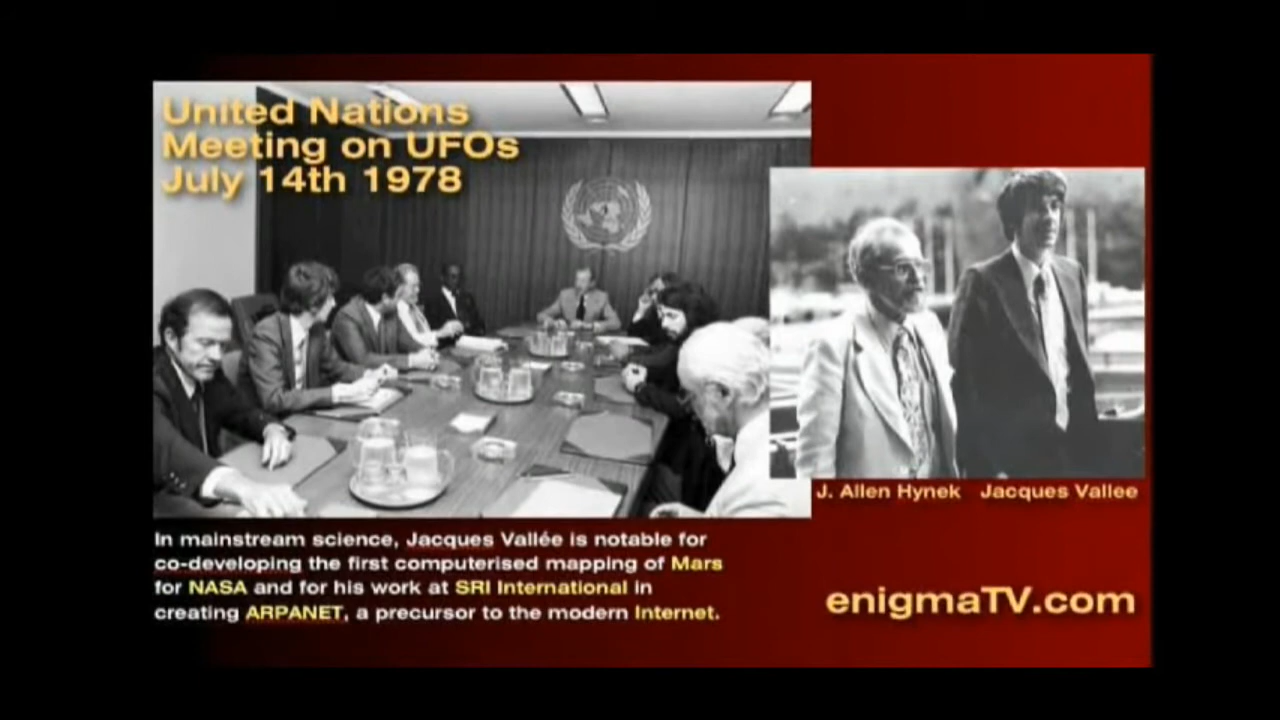 United Nations
Meeting on UFOs
July 14th 1978
J. Allen Hynek Jacques Vallee
In mainstream science, Jacques Vallée is notable for
co-developing the first computerised mapping of Mars
for NASA and for his work at SRI International in
creating ARPANET, a precursor to the modern Internet.
enigmaTV.com